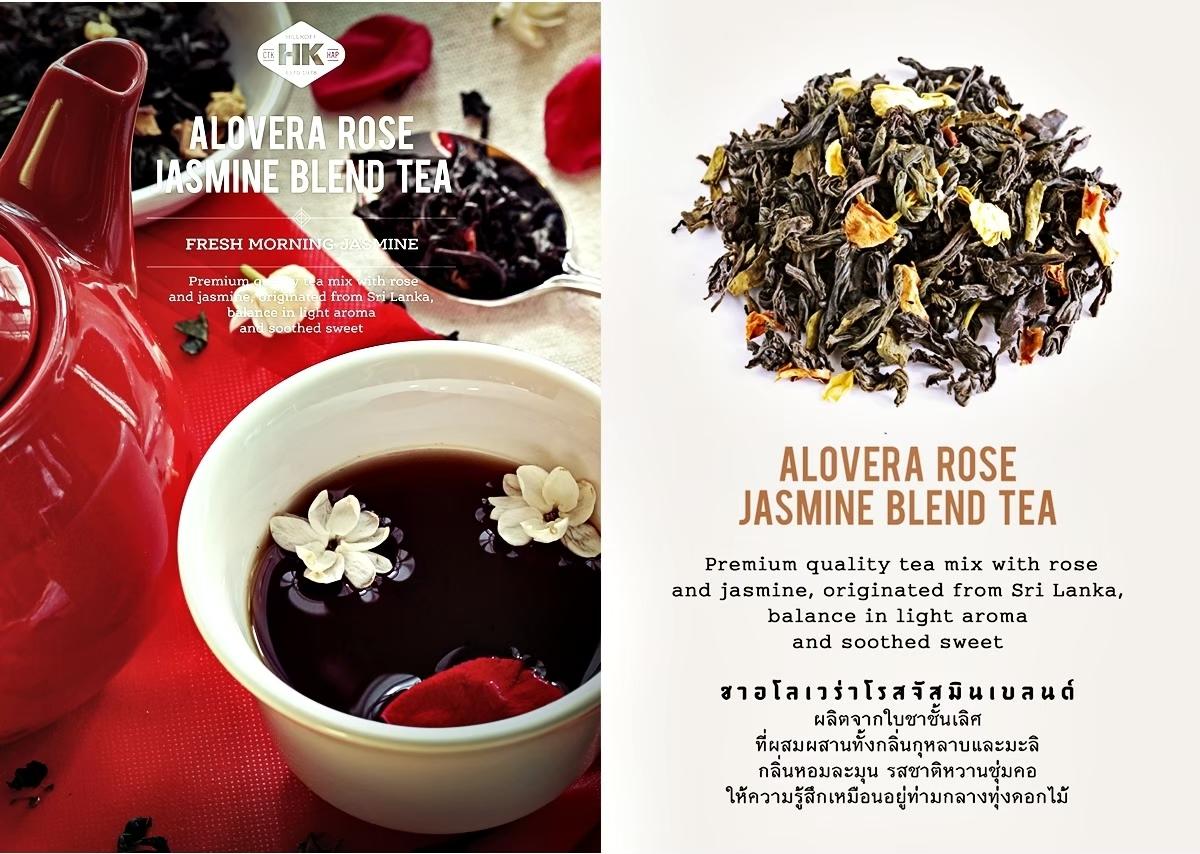 HILLKOFF
CTK HK HAP
ESTD 1978
ALOVERA ROSE
JASMINE BLEND TEA
FRESH MORNING JASMINE
Premium quality tea mix with rose
and jasmine, originated from Sri Lanka,
balance in light aroma
and soothed sweet
ALOVERA ROSE
JASMINE BLEND TEA
Premium quality tea mix with rose
and jasmine, originated from Sri Lanka,
balance in light aroma
and soothed sweet
ชาอโลเวร่าโรสจัสมินเบลนด์
ผลิตจากใบชาชั้นเลิศ
ที่ผสมผสานทั้งกลิ่นกุหลาบและมะลิ
กลิ่นหอมละมุน รสชาติหวานชุ่มคอ
ให้ความรู้สึกเหมือนอยู่ท่ามกลางทุ่งดอกไม้